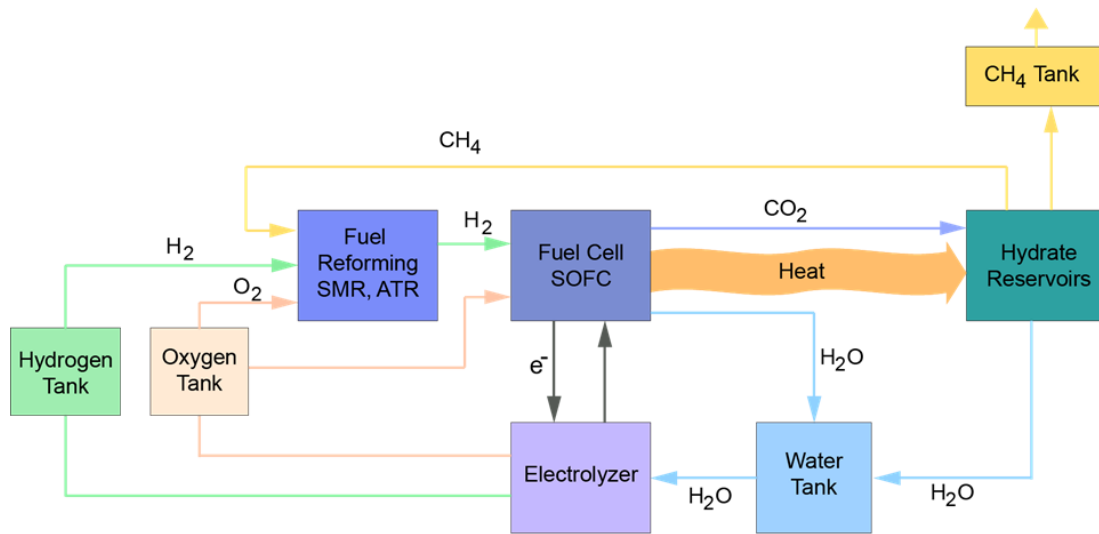 CH₄ Tank
CH₄
H₂
O₂
Fuel
Reforming
SMR, ATR
H₂
Fuel Cell
SOFC
CO₂
Heat
Hydrate
Reservoirs
Hydrogen
Tank
Oxygen
Tank
e⁻
H₂O
Electrolyzer
H₂O
Water
Tank
H₂O